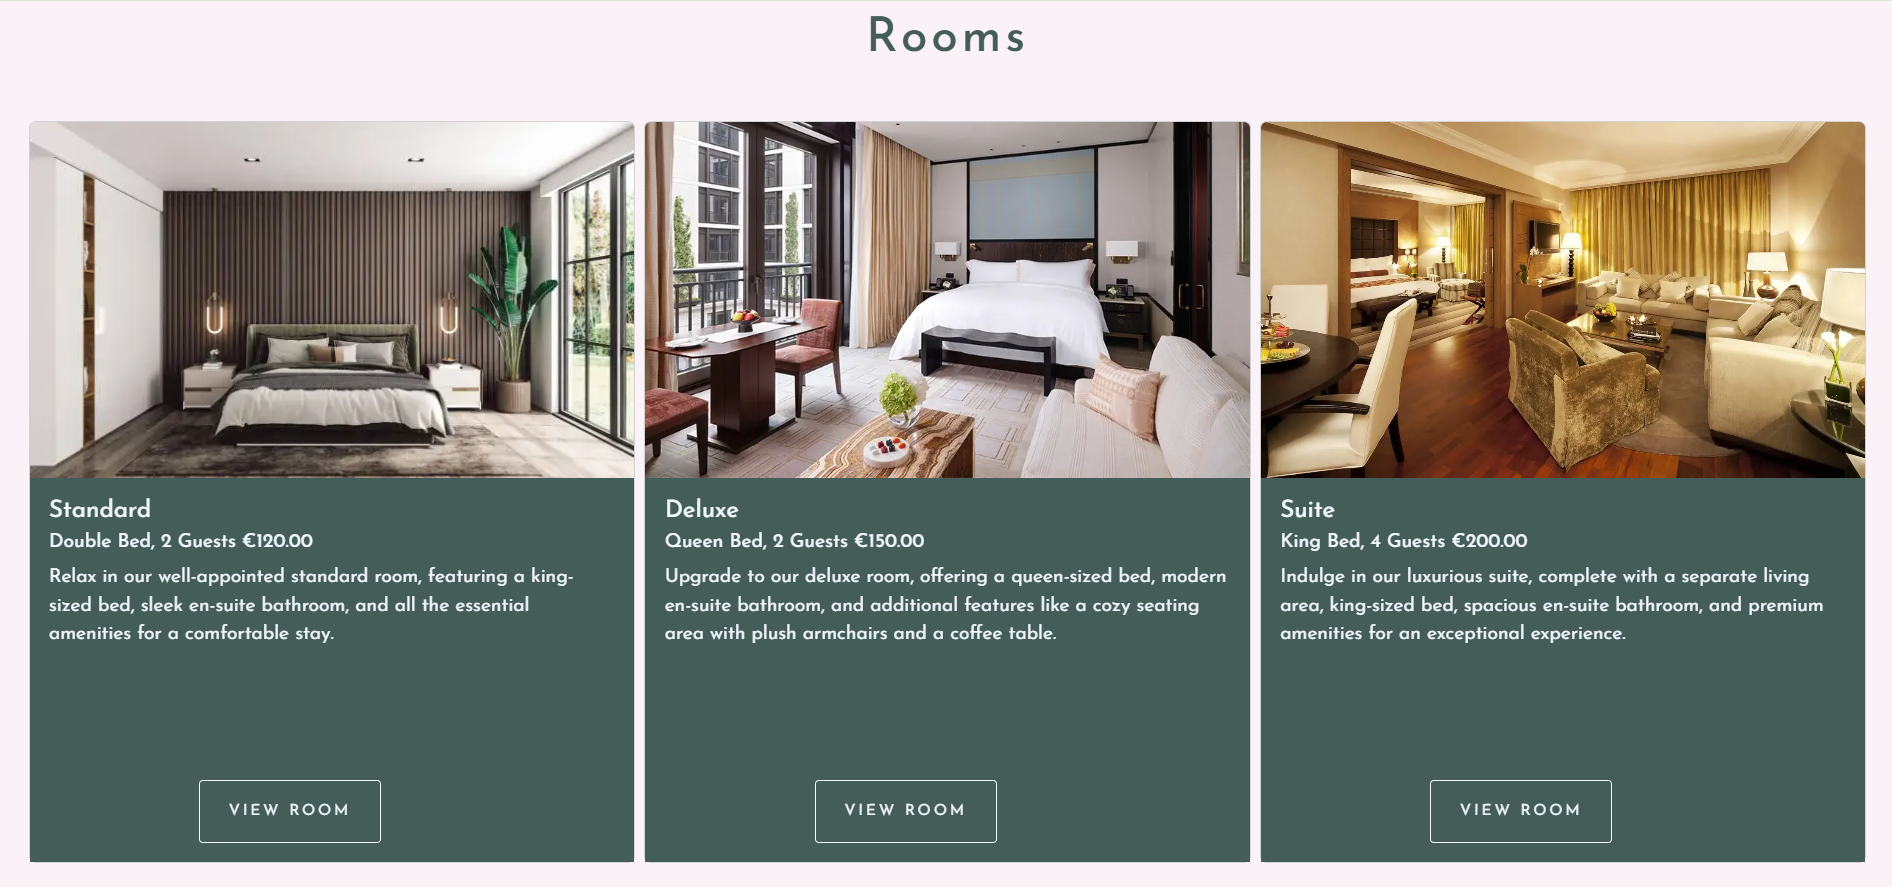 Rooms
Standard
Double Bed, 2 Guests €120.00
Relax in our well-appointed standard room, featuring a king-
sized bed, sleek en-suite bathroom, and all the essential
amenities for a comfortable stay.
VIEW ROOM
Deluxe
Queen Bed, 2 Guests €150.00
Upgrade to our deluxe room, offering a queen-sized bed, modern
en-suite bathroom, and additional features like a cozy seating
area with plush armchairs and a coffee table.
VIEW ROOM
Suite
King Bed, 4 Guests €200.00
Indulge in our luxurious suite, complete with a separate living
area, king-sized bed, spacious en-suite bathroom, and premium
amenities for an exceptional experience.
VIEW ROOM